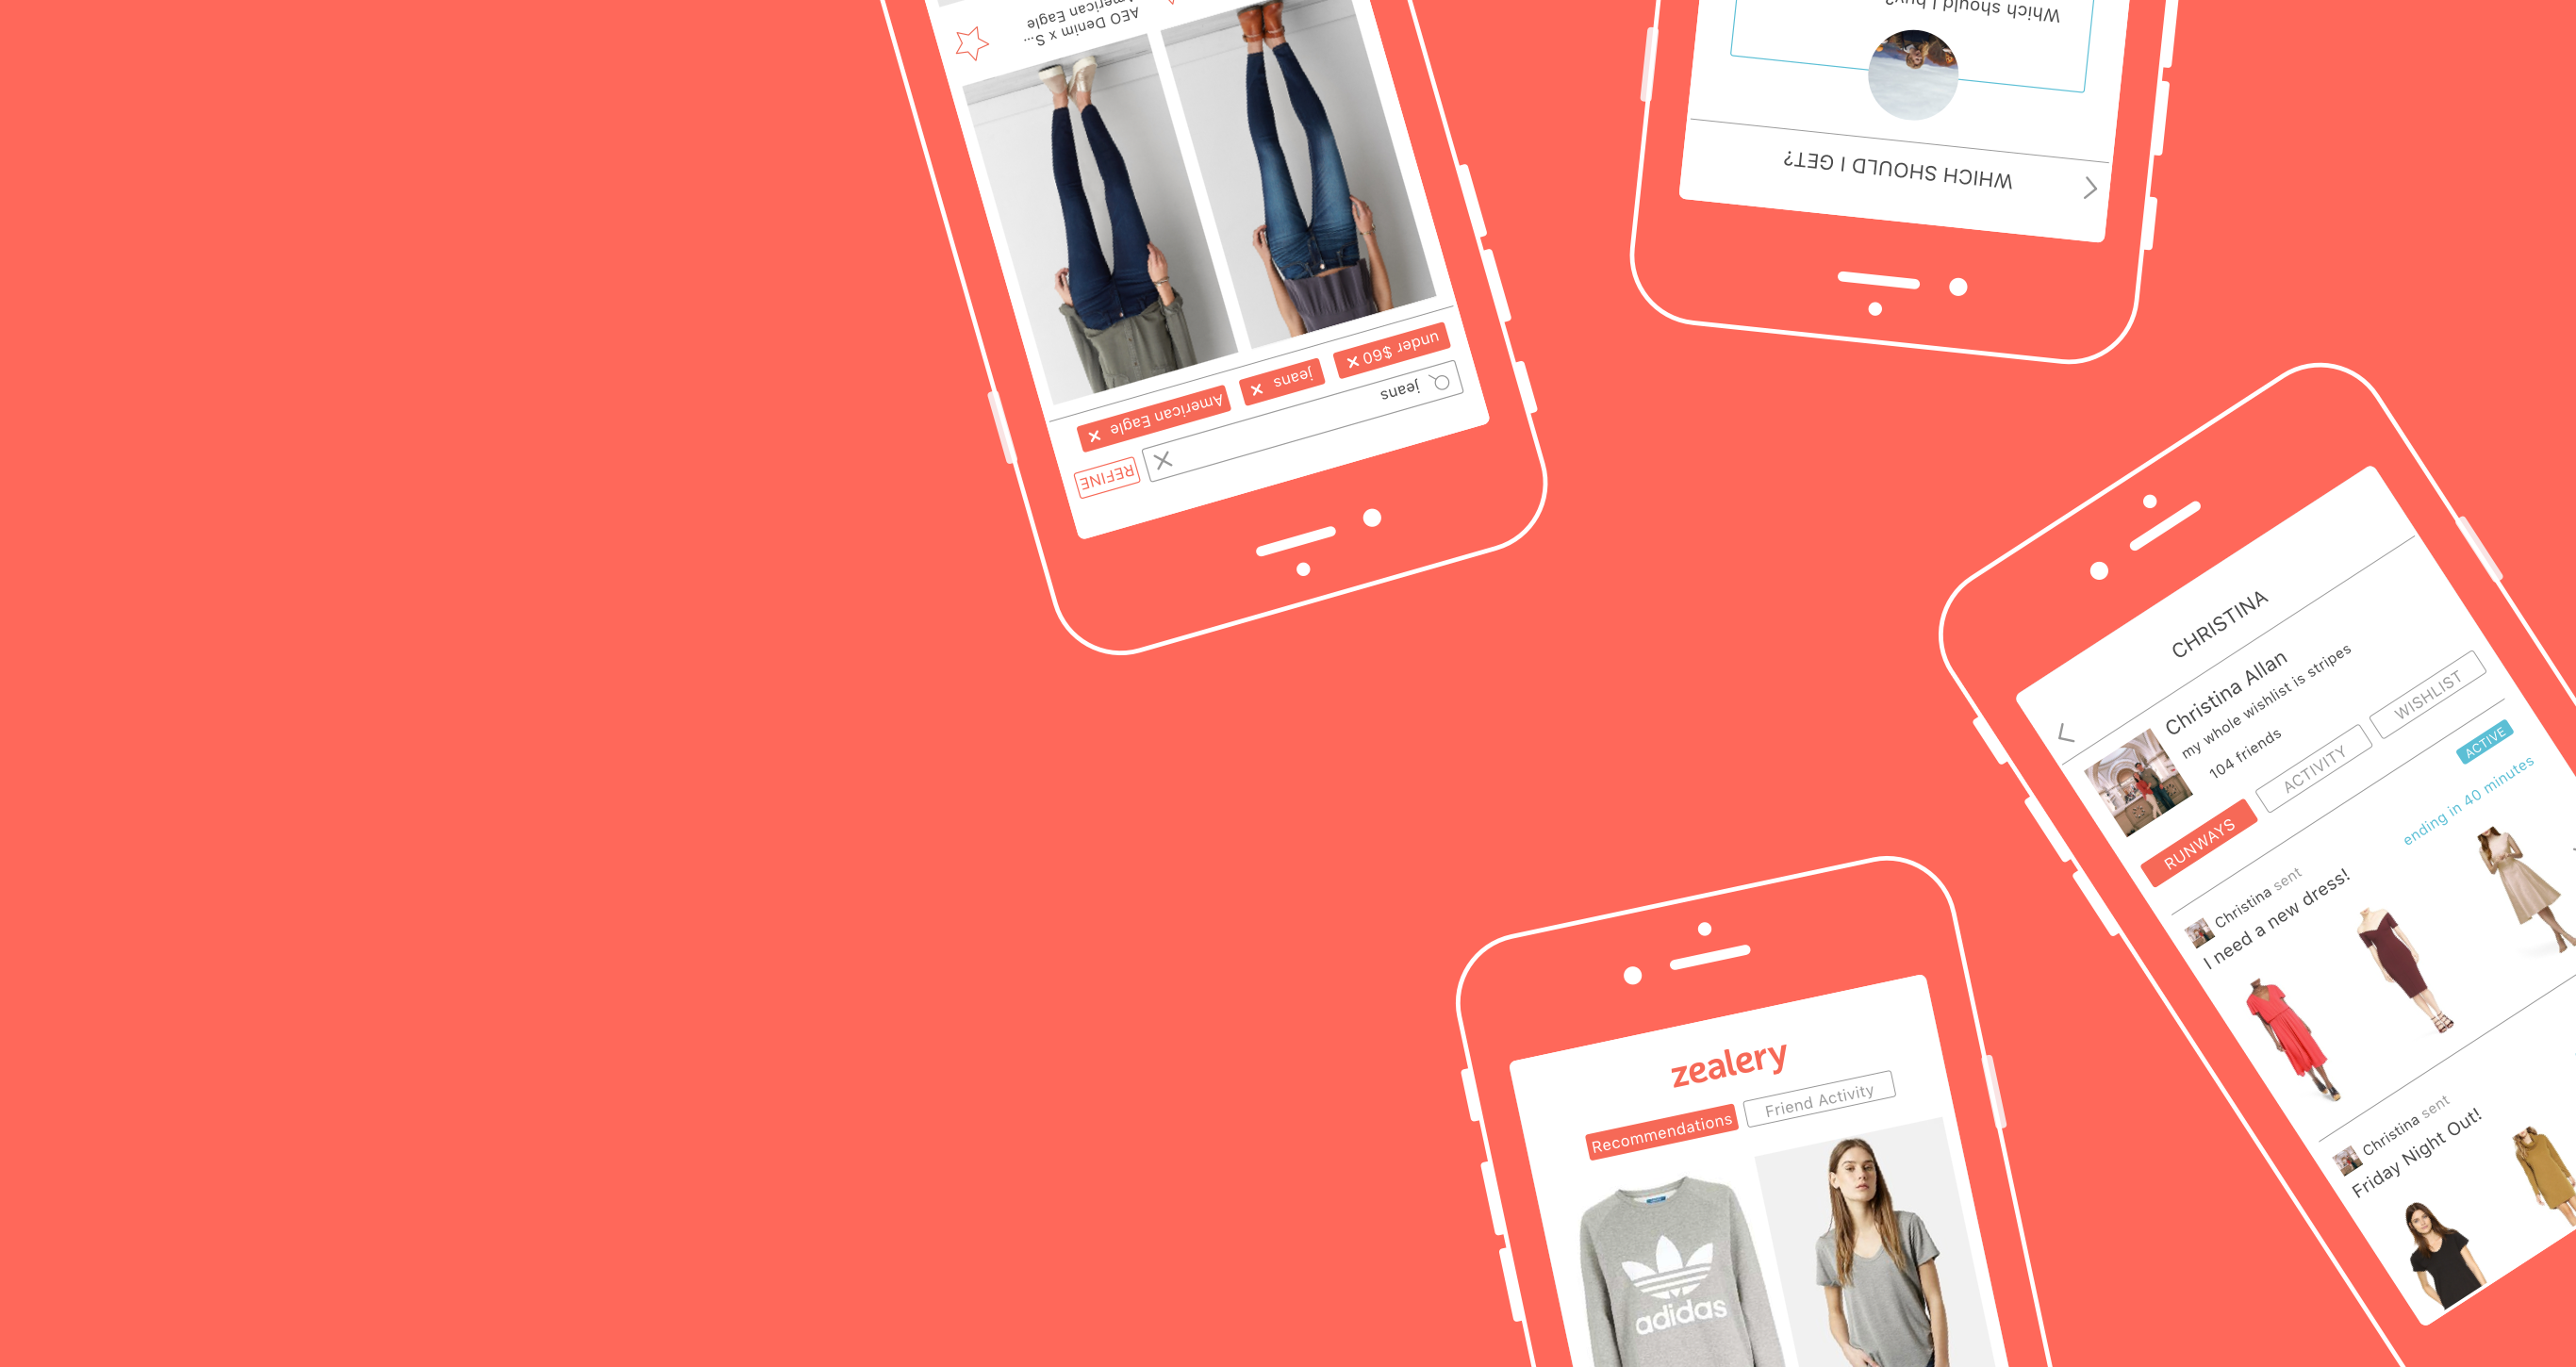 REFINE
jeans
American Eagle
jeans
under $60
AEO Denim x S...
American Eagle
WHICH SHOULD I GET?
Which should I buy?
CHRISTINA
Christina Allan
my whole wishlist is stripes
104 friends
RUNWAYS
ACTIVITY
WISHLIST
ACTIVE
ending in 40 minutes
Christina sent
I need a new dress!
Christina sent
Friday Night Out!
zealery
Recommendations
Friend Activity
adidas